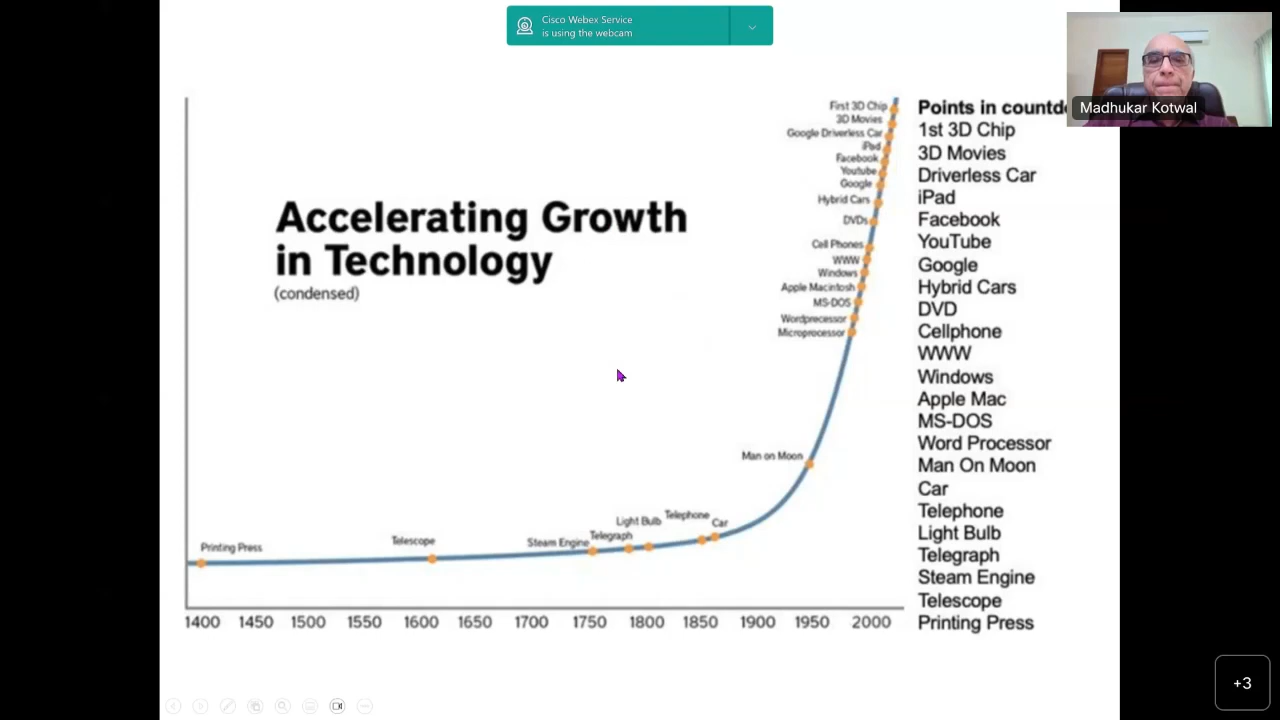 Cisco Webex Service
is using the webcam
Madhukar Kotwal
Accelerating Growth
in Technology
(condensed)
First 3D Chip
3D Movies
Google Driverless Car
iPad
Facebook
Youtube
Google
Hybrid Cars
DVDs
Cell Phones
WWW
Windows
Apple Macintosh
MS-DOS
Wordprecessor
Microprocessor
Man on Moon
Car
Telephone
Light Bulb
Telegraph
Steam Engine
Telescope
Printing Press
1400 1450 1500 1550 1600 1650 1700 1750 1800 1850 1900 1950 2000
Points in
1st 3D Chip
3D Movies
Driverless Car
iPad
Facebook
YouTube
Google
Hybrid Cars
DVD
Cellphone
WWW
Windows
Apple Mac
MS-DOS
Word Processor
Man On Moon
Car
Telephone
Light Bulb
Telegraph
Steam Engine
Telescope
Printing Press
+3